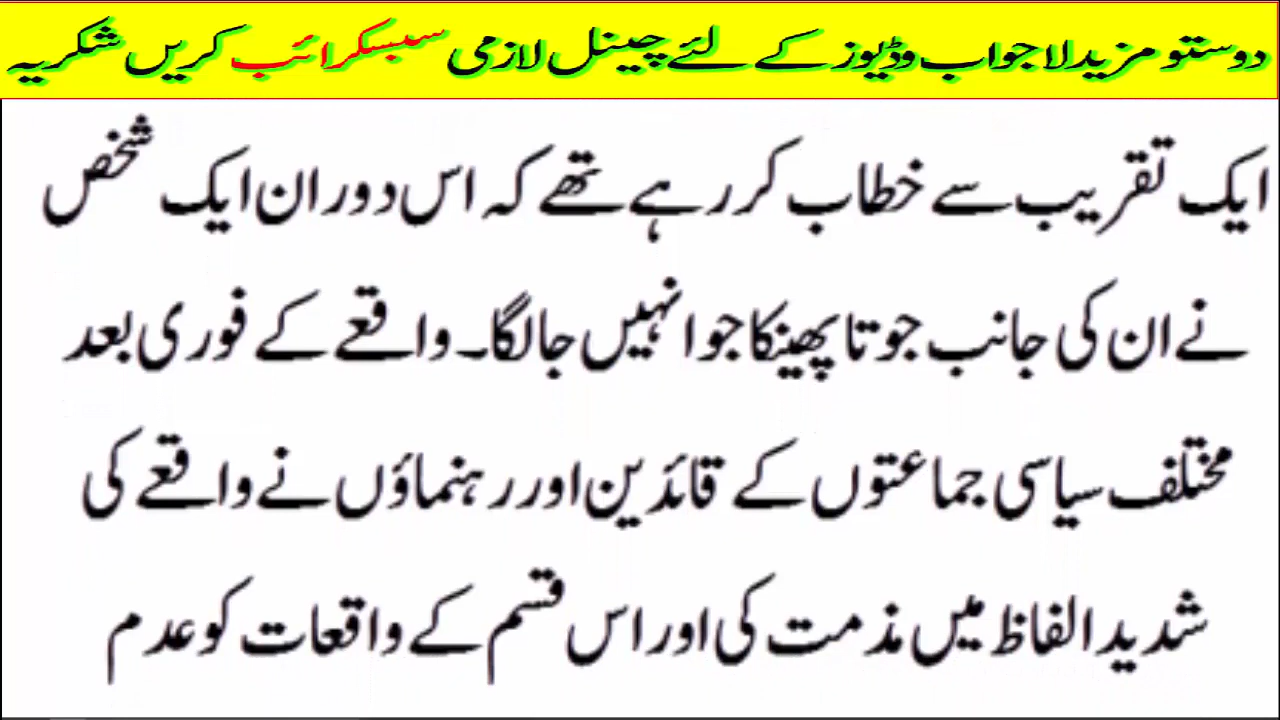 دوستو مزید لاجواب وڈیوز کے لئے چینل لازمی سبسکرائب کریں شکریہ
ایک تقریب سے خطاب کر رہے تھے کہ اس دوران ایک شخص
نے ان کی جانب جوتا پھینکا جو انہیں جا لگا۔ واقعے کے فوری بعد
مختلف سیاسی جماعتوں کے قائدین اور رہنماؤں نے واقعے کی
شدید الفاظ میں مذمت کی اور اس قسم کے واقعات کو عدم